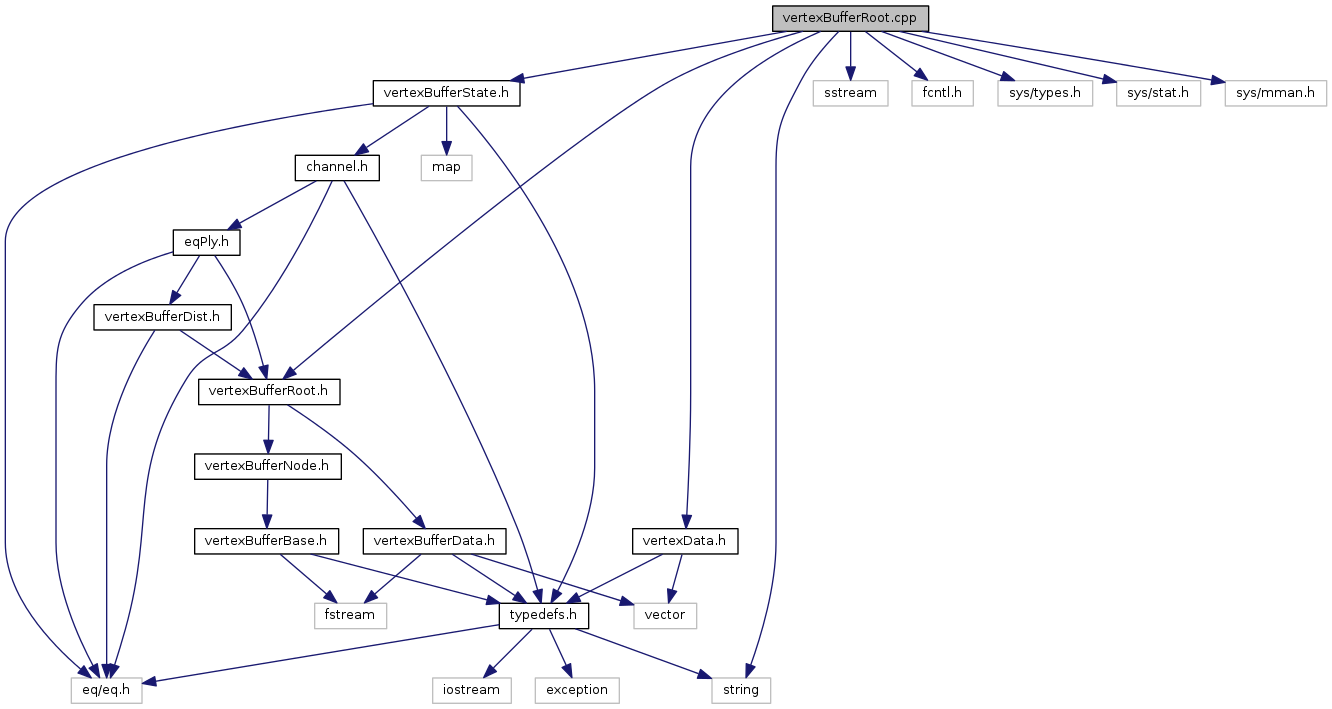 vertexBufferRoot.cpp
vertexBufferState.h
sstream
fcntl.h
sys/types.h
sys/stat.h
sys/mman.h
channel.h
map
eqPly.h
vertexBufferDist.h
vertexBufferRoot.h
vertexBufferNode.h
vertexBufferBase.h
vertexBufferData.h
vertexData.h
fstream
typedefs.h
vector
eq/eq.h
iostream
exception
string